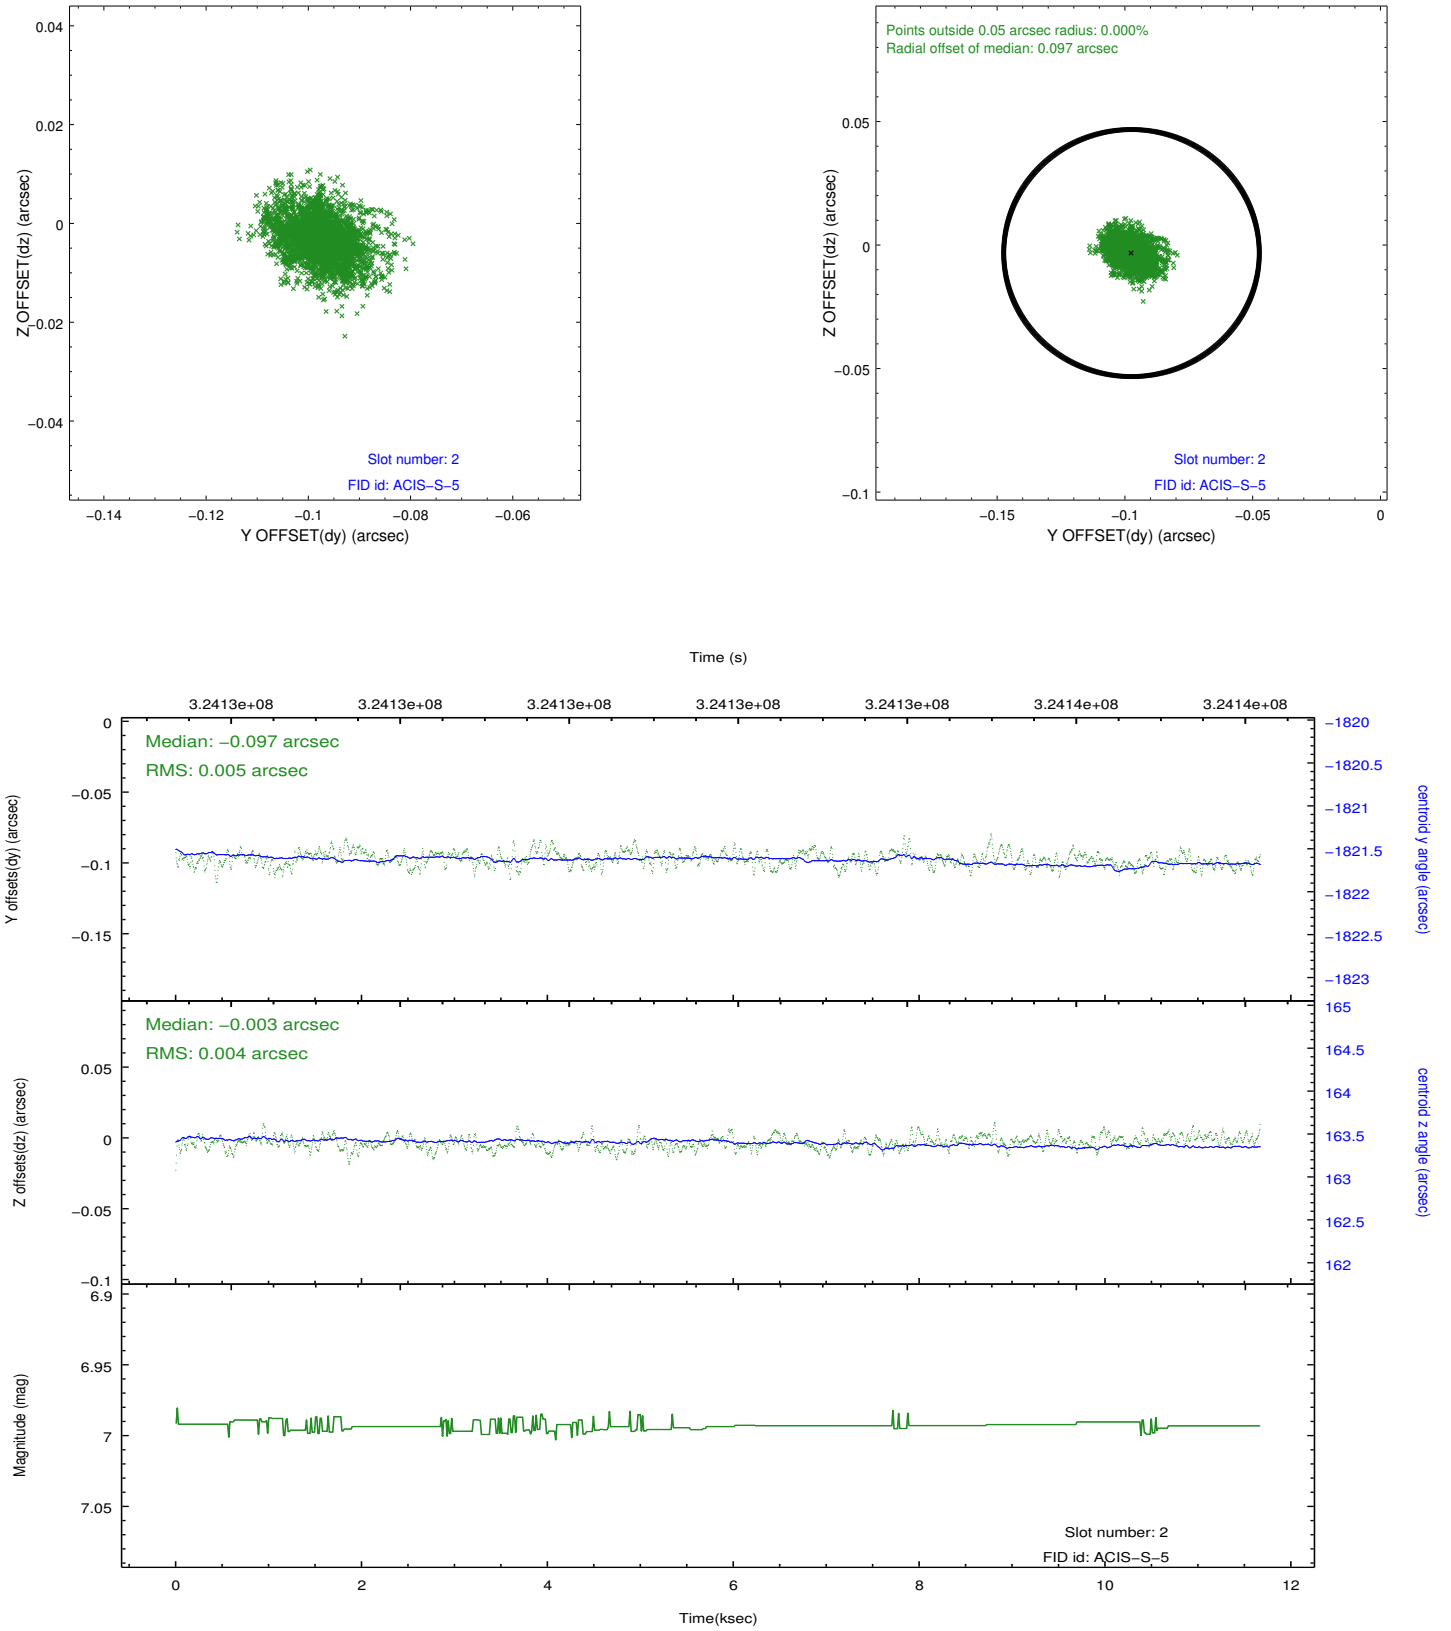 0.04
0.02
0
−0.02
−0.04
Z OFFSET(dz) (arcsec)
Slot number: 2
FID id: ACIS−S−5
−0.14
−0.12
−0.1
−0.08
−0.06
Y OFFSET(dy) (arcsec)
Points outside 0.05 arcsec radius: 0.000%
Radial offset of median: 0.097 arcsec
0.05
0
−0.05
−0.1
Z OFFSET(dz) (arcsec)
Slot number: 2
FID id: ACIS−S−5
−0.15
−0.1
−0.05
0
Y OFFSET(dy) (arcsec)
Time (s)
3.2413e+08
3.2413e+08
3.2413e+08
3.2413e+08
3.2413e+08
3.2414e+08
3.2414e+08
Median: −0.097 arcsec
RMS: 0.005 arcsec
0
−0.05
−0.1
−0.15
Y offsets(dy) (arcsec)
−1820
−1820.5
−1821
−1821.5
−1822
−1822.5
−1823
centroid y angle (arcsec)
Median: −0.003 arcsec
RMS: 0.004 arcsec
0.05
0
−0.05
−0.1
Z offsets(dz) (arcsec)
165
164.5
164
163.5
163
162.5
162
centroid z angle (arcsec)
6.9
6.95
7
7.05
Magnitude (mag)
Slot number: 2
FID id: ACIS−S−5
0
2
4
6
8
10
12
Time(ksec)